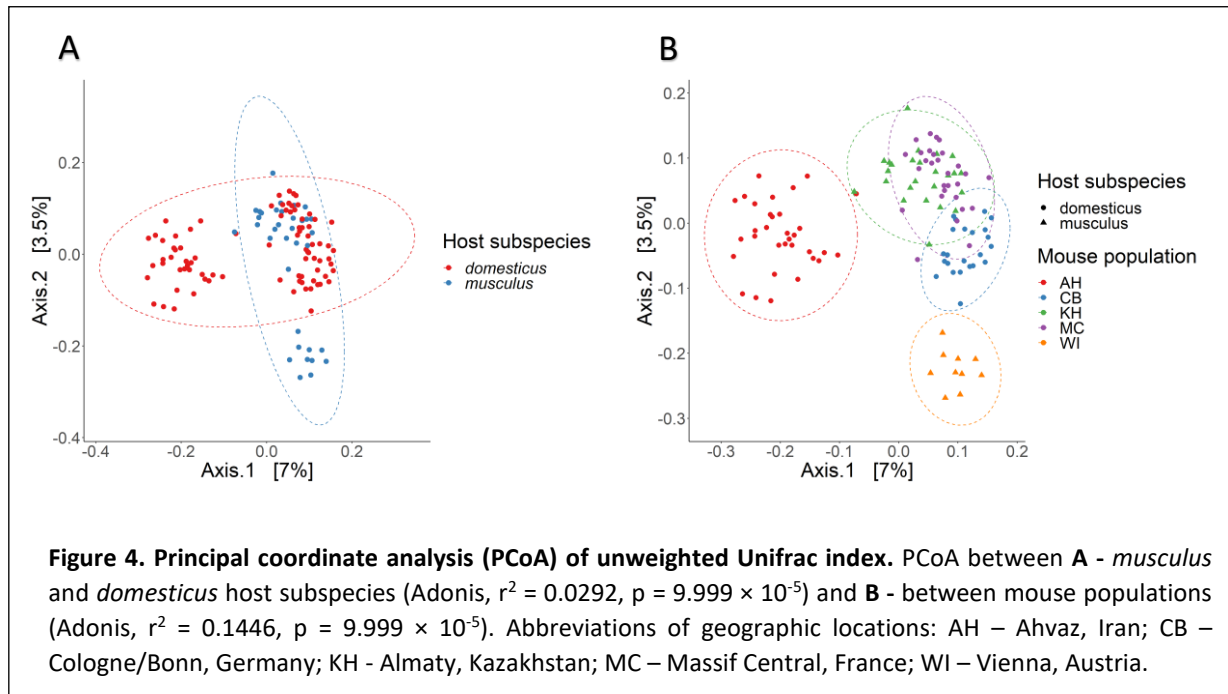 A
0.2
0.0
-0.2
-0.4
Axis.2 [3.5%]
-0.4
-0.2
0.0
0.2
Axis.1 [7%]
Host subspecies
domesticus
musculus
B
0.2
0.1
0.0
-0.1
-0.2
-0.3
Axis.2 [3.5%]
-0.3
-0.2
-0.1
0.0
0.1
0.2
Axis.1 [7%]
Host subspecies
domesticus
musculus
Mouse population
AH
CB
KH
MC
WI
Figure 4. Principal coordinate analysis (PCoA) of unweighted Unifrac index. PCoA between A - musculus
and domesticus host subspecies (Adonis, r² = 0.0292, p = 9.999 × 10⁻⁵) and B - between mouse populations
(Adonis, r² = 0.1446, p = 9.999 × 10⁻⁵). Abbreviations of geographic locations: AH – Ahvaz, Iran; CB –
Cologne/Bonn, Germany; KH - Almaty, Kazakhstan; MC – Massif Central, France; WI – Vienna, Austria.